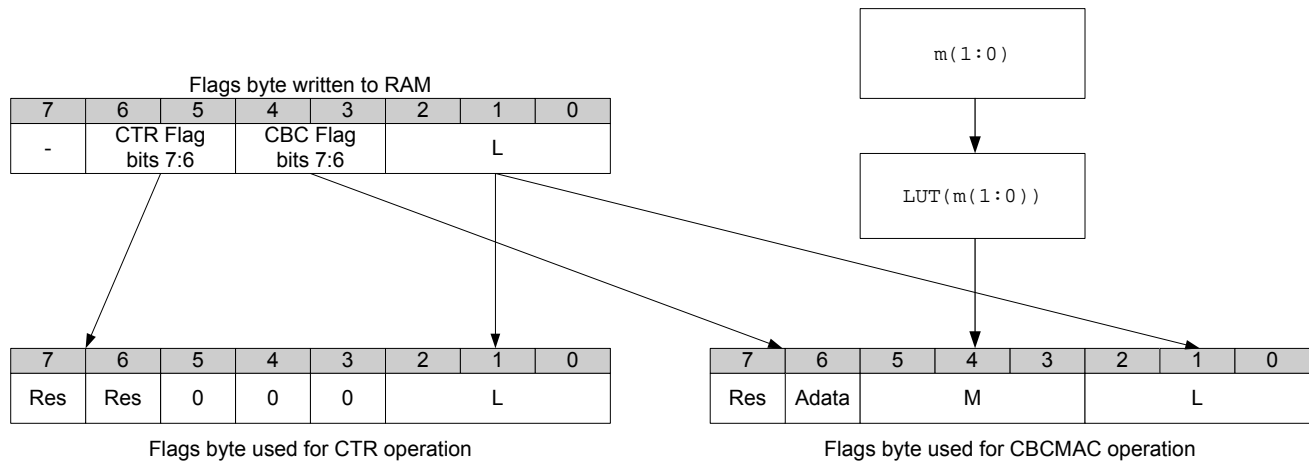 m(1:0)
Flags byte written to RAM
7 6 5 4 3 2 1 0
- CTR Flag bits 7:6 CBC Flag bits 7:6 L
LUT(m(1:0))
7 6 5 4 3 2 1 0
Res Res 0 0 0 L
Flags byte used for CTR operation
7 6 5 4 3 2 1 0
Res Adata M L
Flags byte used for CBCMAC operation